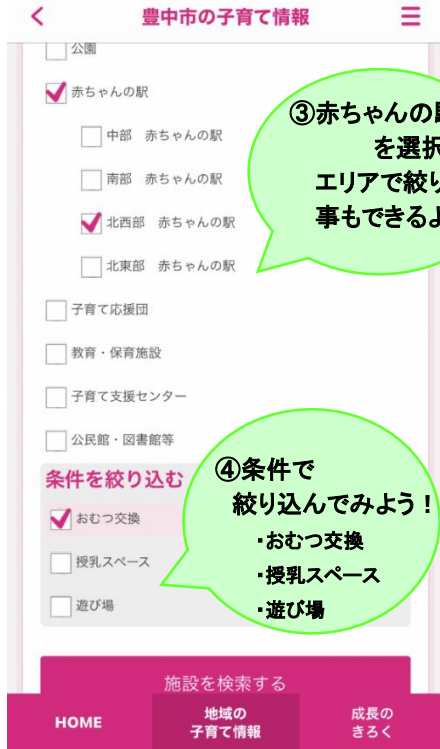 豊中市の子育て情報
公園
赤ちゃんの駅
中部 赤ちゃんの駅
南部 赤ちゃんの駅
北西部 赤ちゃんの駅
北東部 赤ちゃんの駅
③赤ちゃんの駅
を選択
エリアで絞り
事もできるよ
子育て応援団
教育・保育施設
子育て支援センター
公民館・図書館等
条件を絞り込む
おむつ交換
授乳スペース
遊び場
④条件で
絞り込んでみよう！
・おむつ交換
・授乳スペース
・遊び場
施設を検索する
HOME
地域の
子育て情報
成長の
きろく